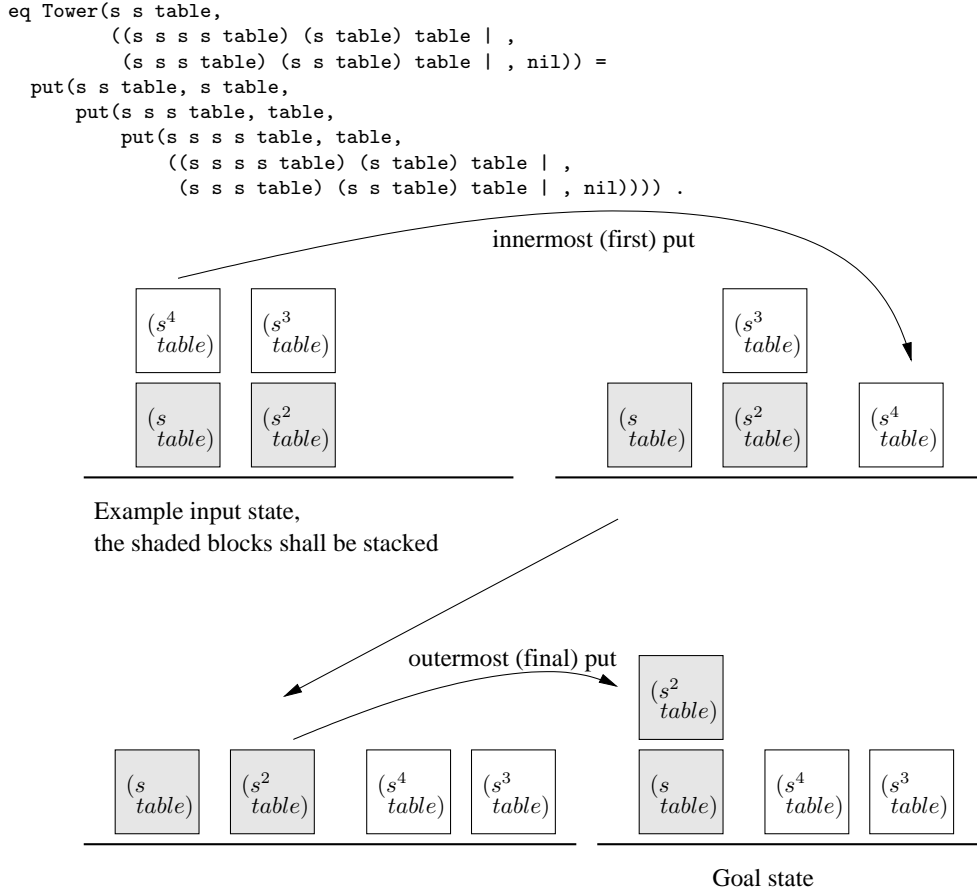 eq Tower(s s table,
((s s s s table) (s table) table | ,
(s s s table) (s s table) table | , nil)) =
put(s s table, s table,
put(s s s table, table,
put(s s s s table, table,
((s s s s table) (s table) table | ,
(s s s table) (s s table) table | , nil)))) .
innermost (first) put
(s⁴
table)
(s³
table)
(s
table)
(s²
table)
(s³
table)
(s
table)
(s²
table)
(s⁴
table)
Example input state,
the shaded blocks shall be stacked
outermost (final) put
(s²
table)
(s
table)
(s²
table)
(s⁴
table)
(s³
table)
(s
table)
(s⁴
table)
(s³
table)
Goal state